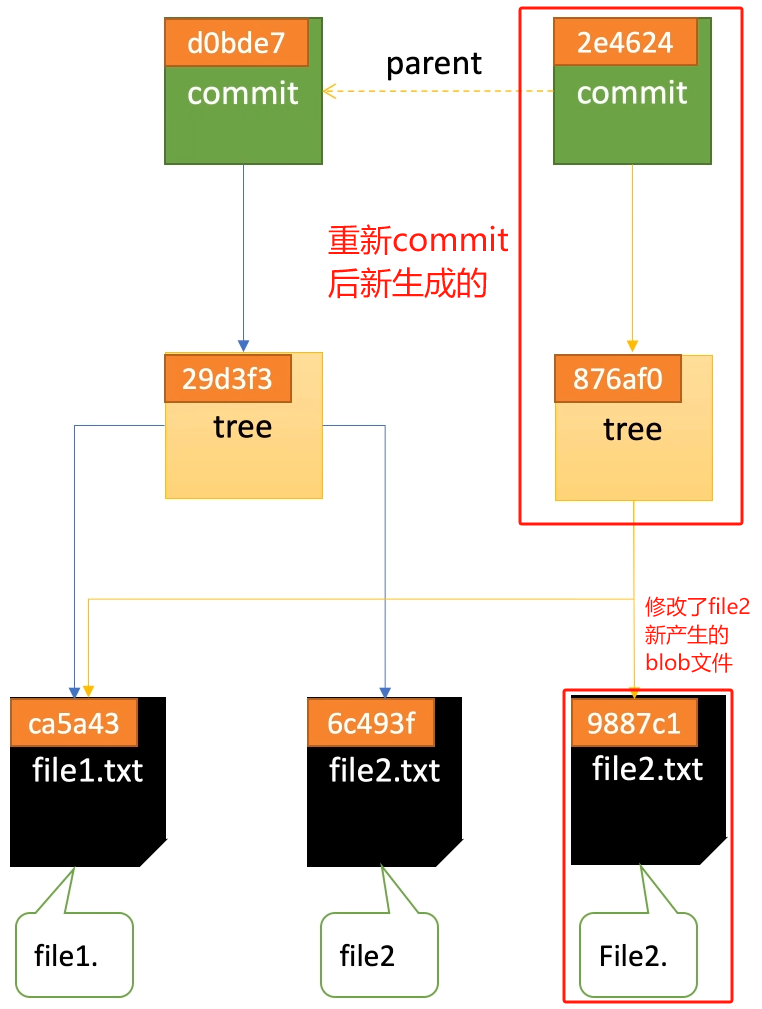 d0bde7
commit
parent
2e4624
commit
重新commit
后新生成的
29d3f3
tree
876af0
tree
修改了file2
新产生的
blob文件
ca5a43
file1.txt
6c493f
file2.txt
9887c1
file2.txt
file1.
file2
File2.